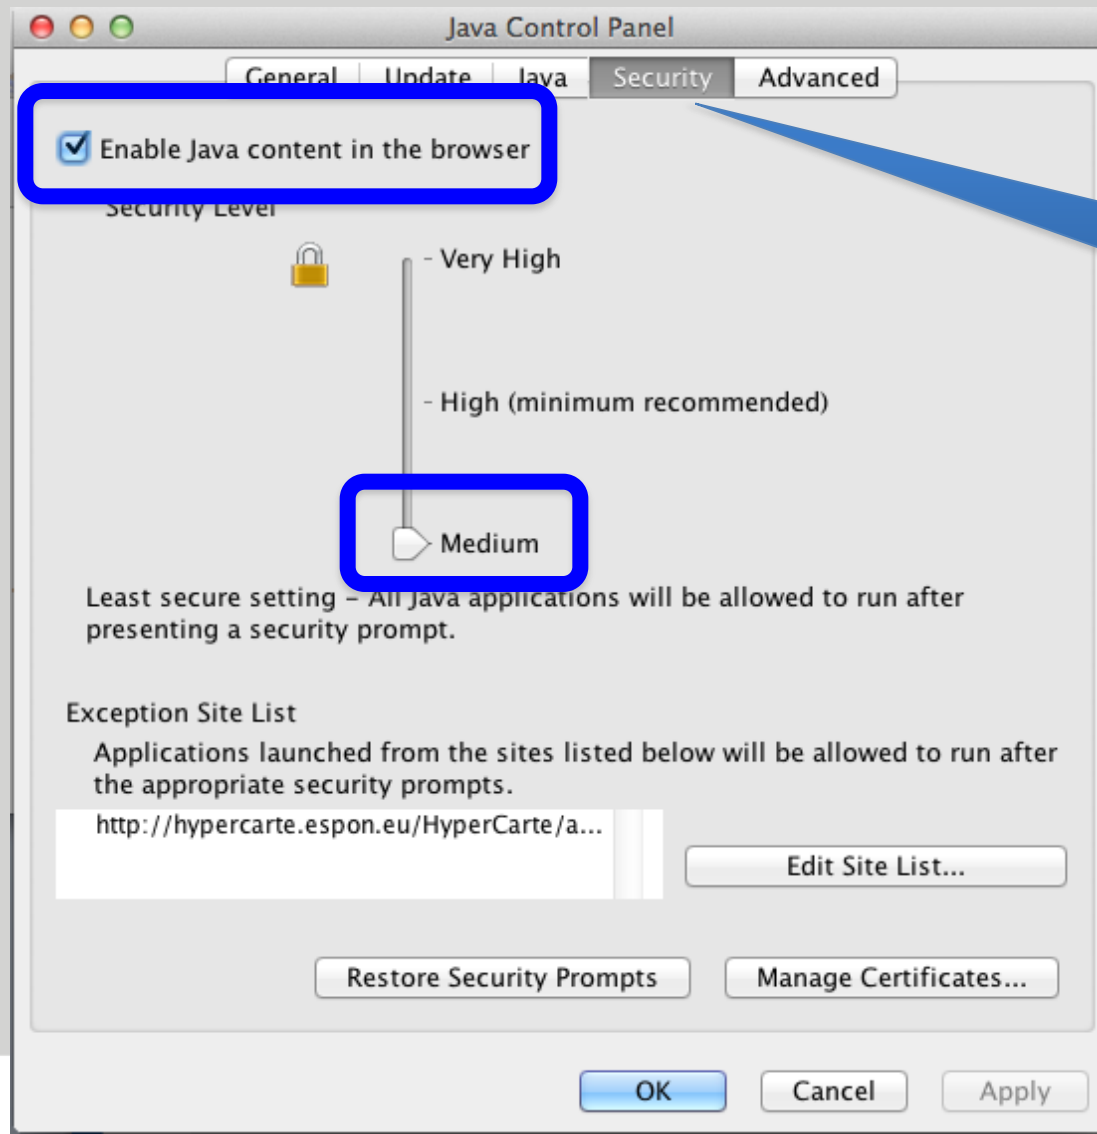 Java Control Panel
General Update Java Security Advanced
Enable Java content in the browser
Security Level
- Very High
- High (minimum recommended)
Medium
Least secure setting – All Java applications will be allowed to run after
presenting a security prompt.
Exception Site List
Applications launched from the sites listed below will be allowed to run after
the appropriate security prompts.
http://hypercarte.espon.eu/HyperCarte/a...
Edit Site List...
Restore Security Prompts Manage Certificates...
OK Cancel Apply